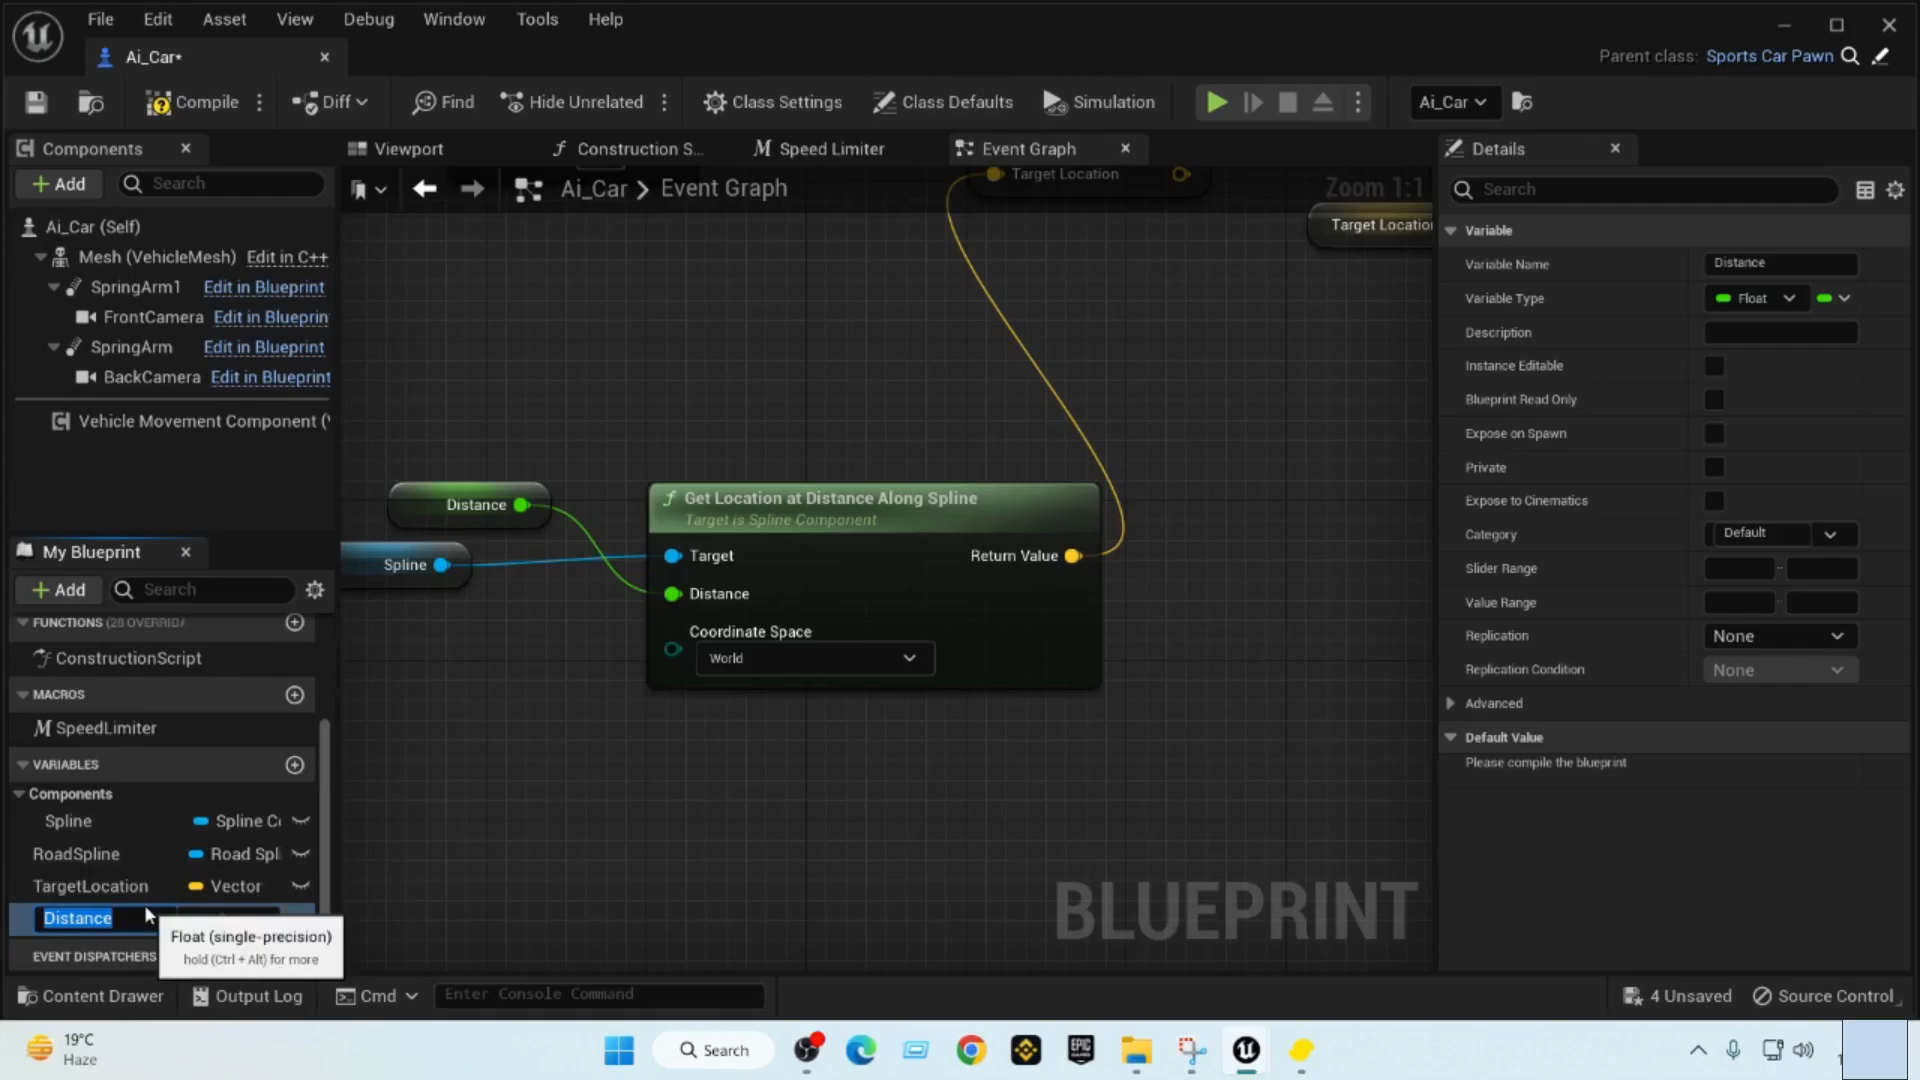 File Edit Asset View Debug Window Tools Help
Ai_Car*
Parent class: Sports Car Pawn
Compile Diff Find Hide Unrelated Class Settings Class Defaults Simulation Ai_Car
Components Viewport Construction S... Speed Limiter Event Graph Details
Add Search
Ai_Car > Event Graph
Zoom 1:1
Search
Target Location
Target Locatio
Ai_Car (Self)
Mesh (VehicleMesh) Edit in C++
SpringArm1 Edit in Blueprint
FrontCamera Edit in Blueprin
SpringArm Edit in Blueprint
BackCamera Edit in Blueprint
Vehicle Movement Component (
Distance
Spline
Get Location at Distance Along Spline
Target is Spline Component
Target Return Value
Distance
Coordinate Space
World
BLUEPRINT
My Blueprint
Add Search
FUNCTIONS (20 OVERRID
ConstructionScript
MACROS
SpeedLimiter
VARIABLES
Components
Spline Spline C
RoadSpline Road Spl
TargetLocation Vector
Distance
Float (single-precision)
hold (Ctrl + Alt) for more
EVENT DISPATCHERS
Variable
Variable Name Distance
Variable Type Float
Description
Instance Editable
Blueprint Read Only
Expose on Spawn
Private
Expose to Cinematics
Category Default
Slider Range
Value Range
Replication None
Replication Condition None
Advanced
Default Value
Please compile the blueprint
Content Drawer Output Log Cmd Enter Console Command 4 Unsaved Source Control
19°C
Haze
Search
EPIC
GAMES